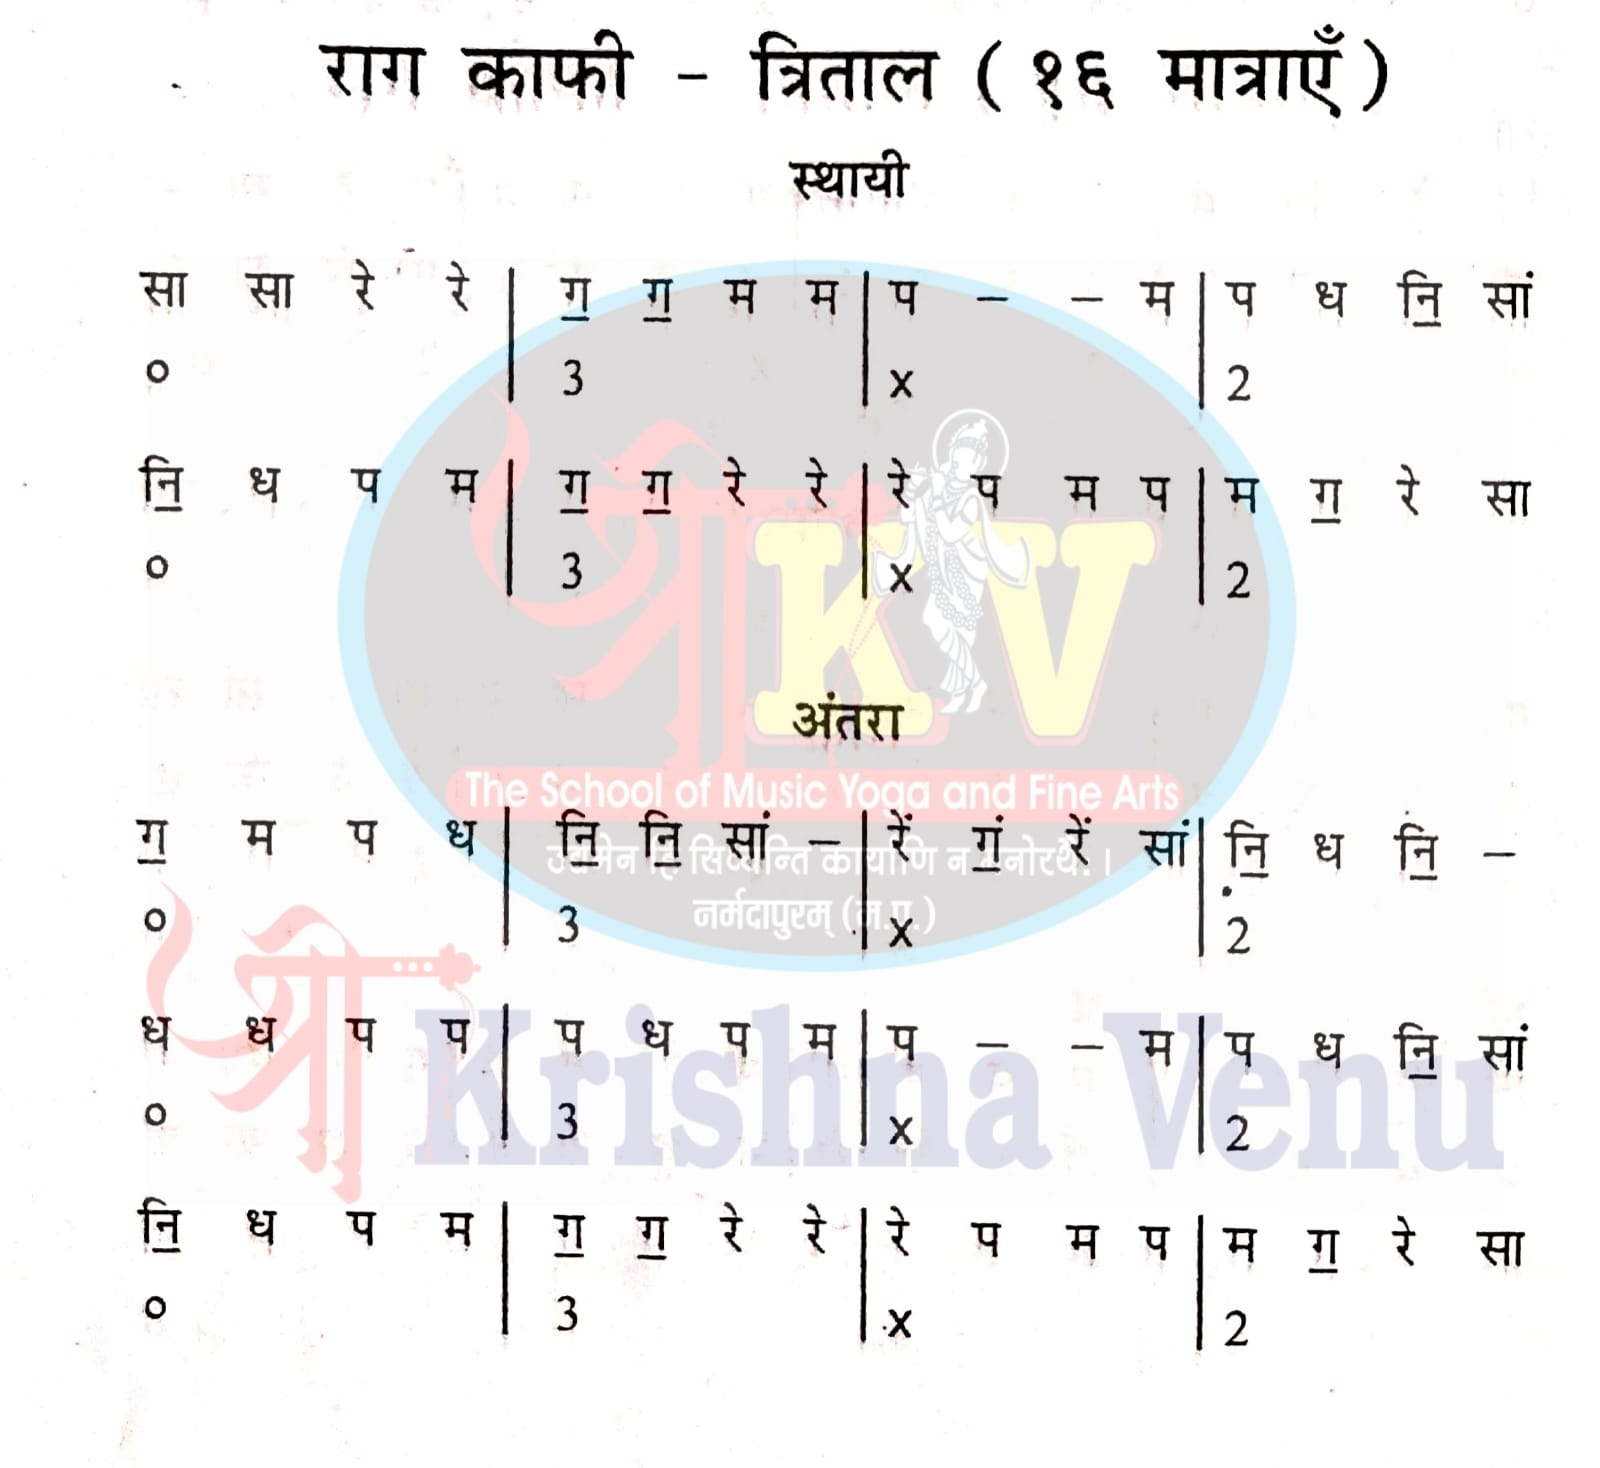 राग काफी - त्रिताल ( १६ मात्राएँ )
स्थायी
सा सा रे रे | ग॒ ग॒ म म | प – – म | प ध नि॒ सां
० 3 x 2
नि॒ ध प म | ग॒ ग॒ रे रे | रे प म प | म ग॒ रे सा
० 3 x 2
श्री KV
अंतरा
The School of Music Yoga and Fine Arts
ग॒ म प ध | नि॒ नि॒ सां – | रें गं॒ रें सां | नि॒ ध नि॒ –
उद्यमेन हि सिध्यन्ति कार्याणि न मनोरथैः।
नर्मदापुरम् (म.प्र.)
० 3 x 2
श्री Krishna Venu
ध ध प प | प ध प म | प – – म | प ध नि॒ सां
० 3 x 2
नि॒ ध प म | ग॒ ग॒ रे रे | रे प म प | म ग॒ रे सा
० 3 x 2